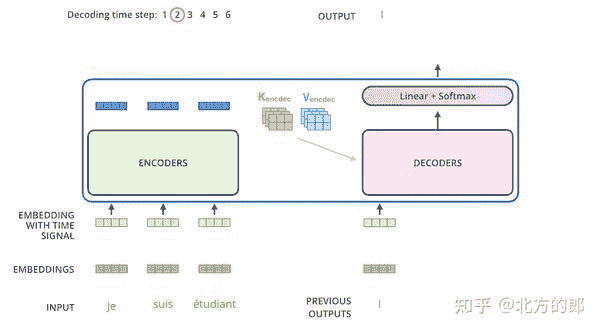 Decoding time step: 1 2 3 4 5 6
OUTPUT I
Kencdec Vencdec
Linear + Softmax
ENCODERS
DECODERS
EMBEDDING
WITH TIME
SIGNAL
EMBEDDINGS
INPUT Je suis étudiant
PREVIOUS
OUTPUTS I
知乎 @北方的郎